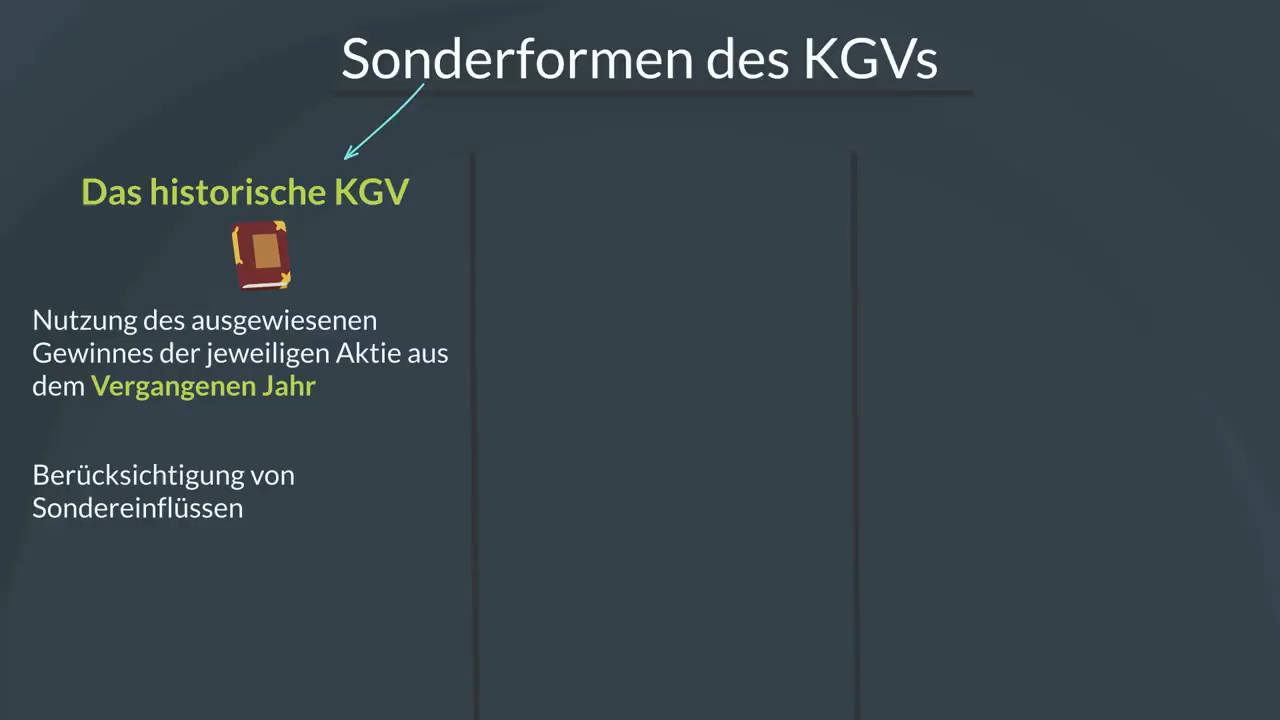 Sonderformen des KGVs
Das historische KGV
Nutzung des ausgewiesenen
Gewinnes der jeweiligen Aktie aus
dem Vergangenen Jahr
Berücksichtigung von
Sondereinflüssen